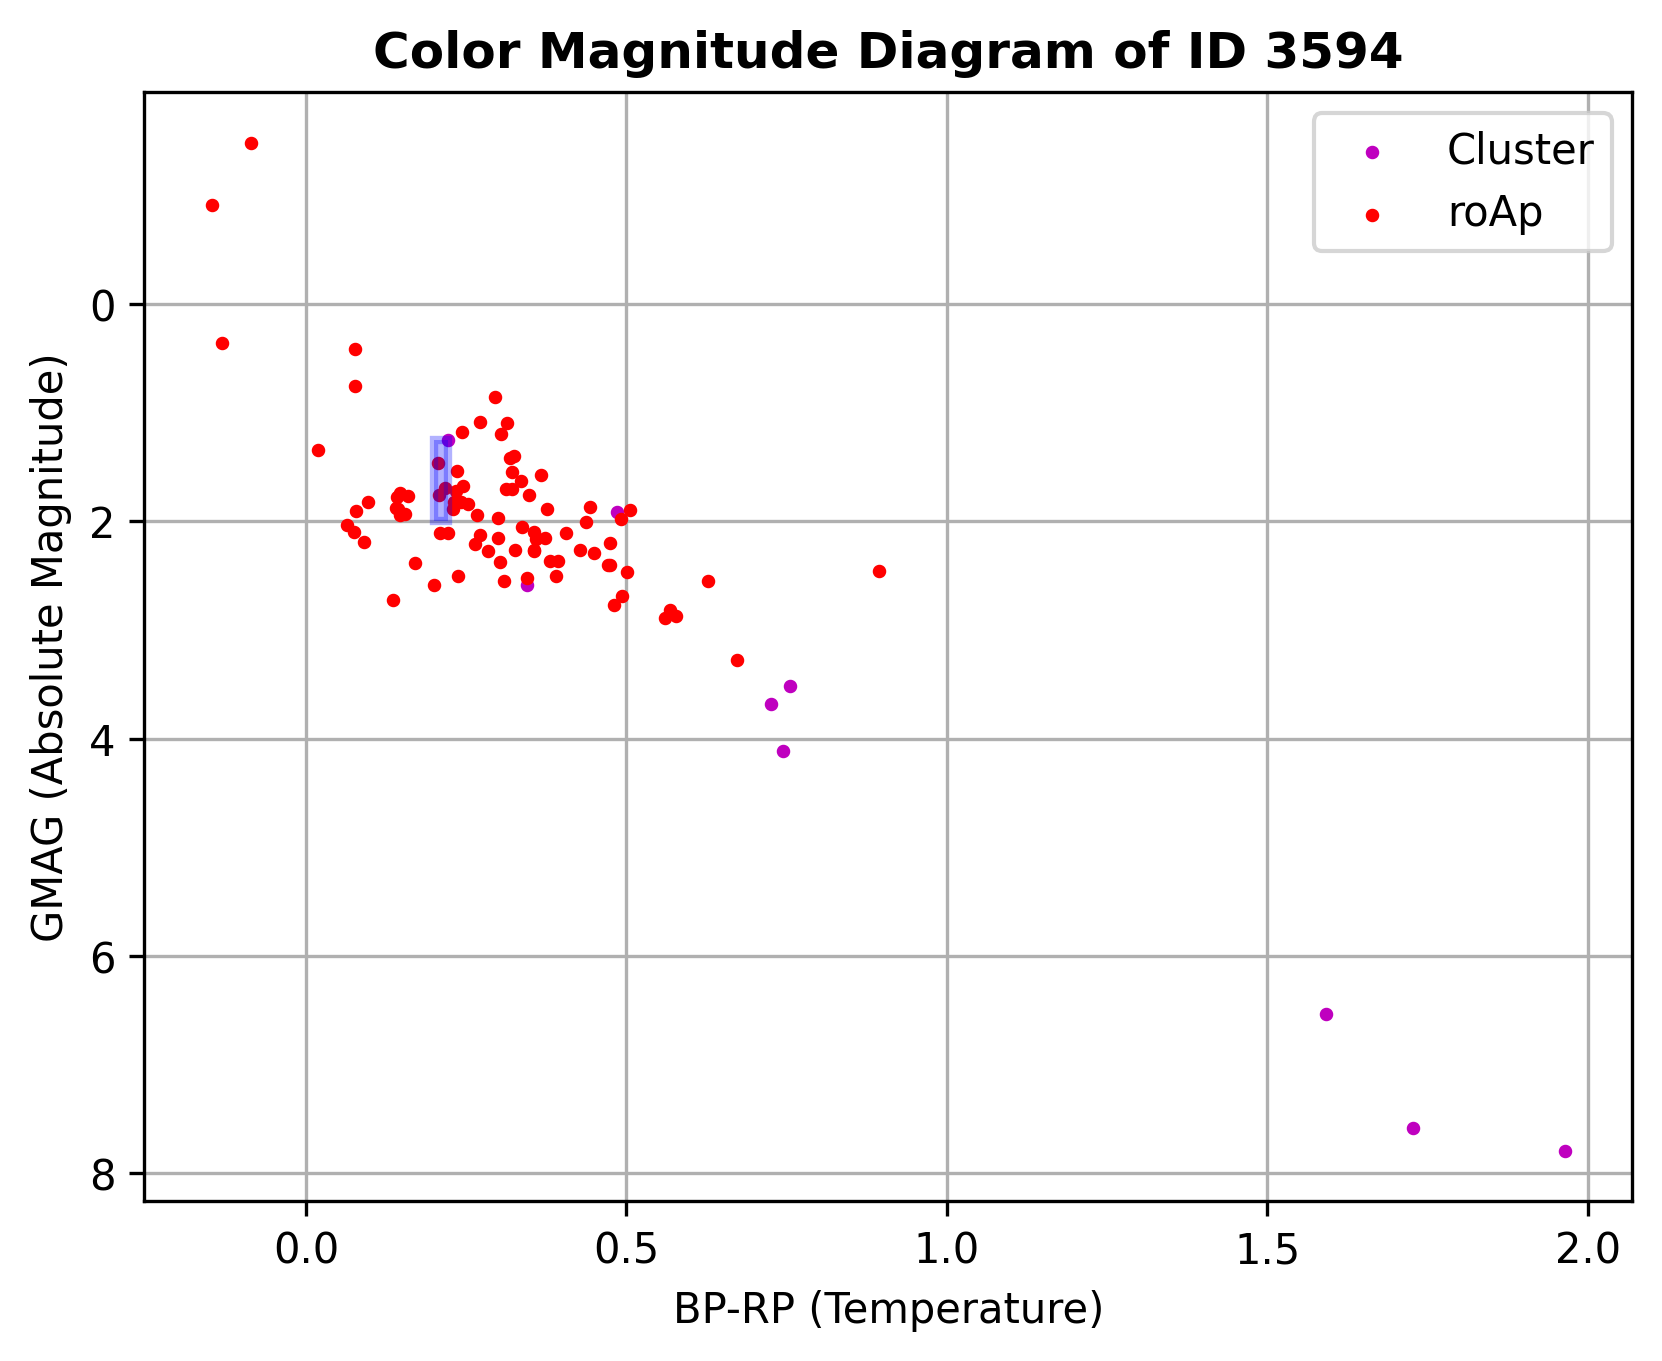 Color Magnitude Diagram of ID 3594
Cluster
roAp
GMAG (Absolute Magnitude)
0
2
4
6
8
0.0 0.5 1.0 1.5 2.0
BP-RP (Temperature)